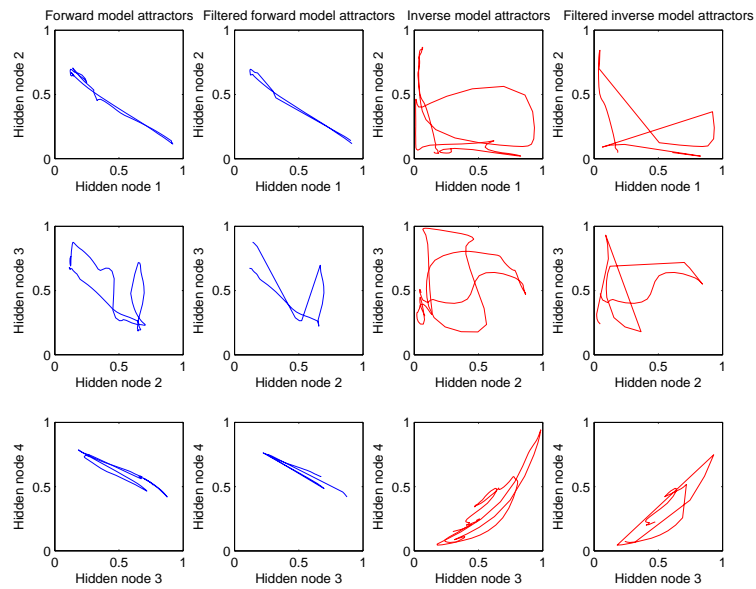 Forward model attractors Filtered forward model attractors Inverse model attractors Filtered inverse model attractors
1 1 1 1
Hidden node 2 Hidden node 2 Hidden node 2 Hidden node 2
0.5 0.5 0.5 0.5
0 0 0 0
0 0.5 1 0 0.5 1 0 0.5 1 0 0.5 1
Hidden node 1 Hidden node 1 Hidden node 1 Hidden node 1
1 1 1 1
Hidden node 3 Hidden node 3 Hidden node 3 Hidden node 3
0.5 0.5 0.5 0.5
0 0 0 0
0 0.5 1 0 0.5 1 0 0.5 1 0 0.5 1
Hidden node 2 Hidden node 2 Hidden node 2 Hidden node 2
1 1 1 1
Hidden node 4 Hidden node 4 Hidden node 4 Hidden node 4
0.5 0.5 0.5 0.5
0 0 0 0
0 0.5 1 0 0.5 1 0 0.5 1 0 0.5 1
Hidden node 3 Hidden node 3 Hidden node 3 Hidden node 3